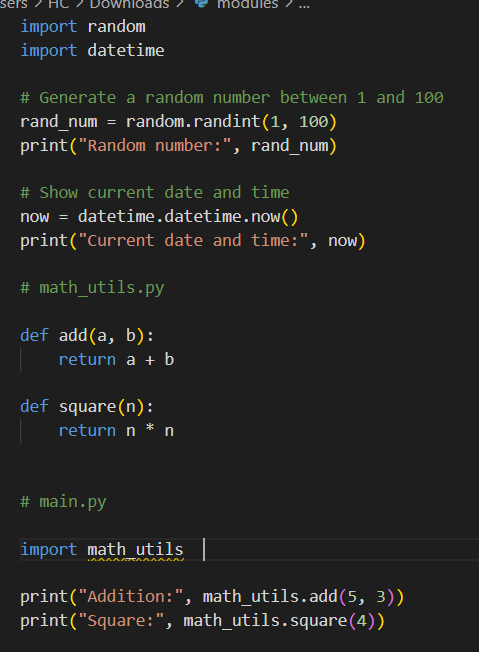 sers > HC > Downloads > modules > ...
import random
import datetime
# Generate a random number between 1 and 100
rand_num = random.randint(1, 100)
print("Random number:", rand_num)
# Show current date and time
now = datetime.datetime.now()
print("Current date and time:", now)
# math_utils.py
def add(a, b):
    return a + b
def square(n):
    return n * n
# main.py
import math_utils
print("Addition:", math_utils.add(5, 3))
print("Square:", math_utils.square(4))